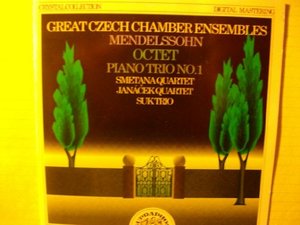 CRYSTAL COLLECTION DIGITAL MASTERING
GREAT CZECH CHAMBER ENSEMBLES
MENDELSSOHN
OCTET
PIANO TRIO NO.1
SMETANA QUARTET
JANÁČEK QUARTET
SUK TRIO
SUPRAPHON